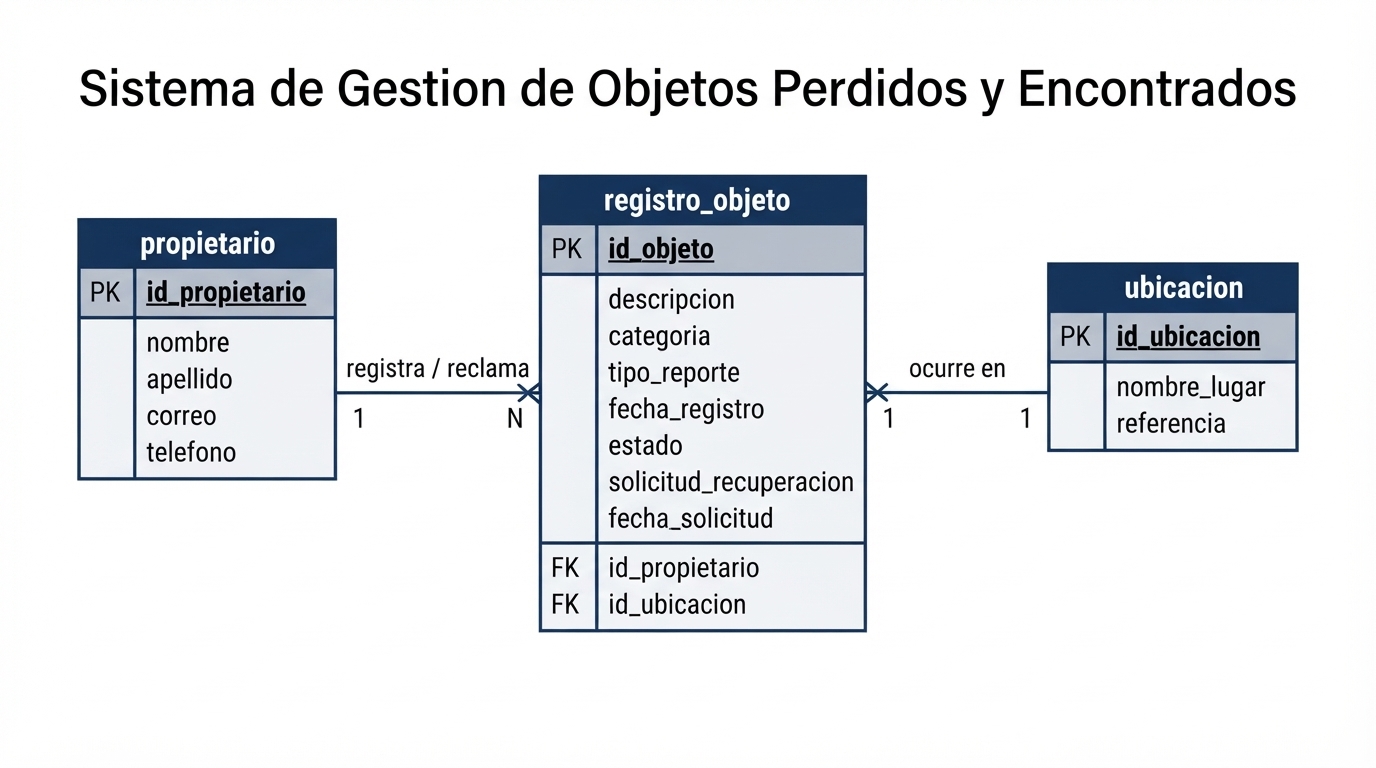 Sistema de Gestion de Objetos Perdidos y Encontrados
propietario
PK id_propietario
nombre
apellido
correo
telefono
registra / reclama
1 N
registro_objeto
PK id_objeto
descripcion
categoria
tipo_reporte
fecha_registro
estado
solicitud_recuperacion
fecha_solicitud
FK id_propietario
FK id_ubicacion
ocurre en
1 1
ubicacion
PK id_ubicacion
nombre_lugar
referencia